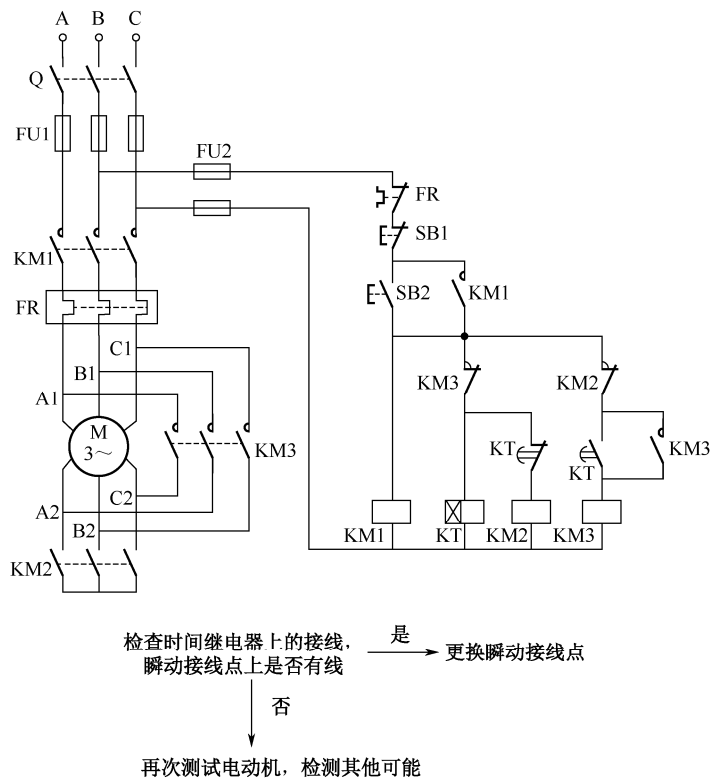 A B C
Q
FU1
FU2
FR
SB1
KM1
SB2
KM1
FR
C1
B1
KM3
KM2
A1
M
3～
KM3
KT
KT
KM3
C2
A2
B2
KM1
KT
KM2
KM3
KM2
检查时间继电器上的接线，
瞬动接线点上是否有线
是
更换瞬动接线点
否
再次测试电动机，检测其他可能